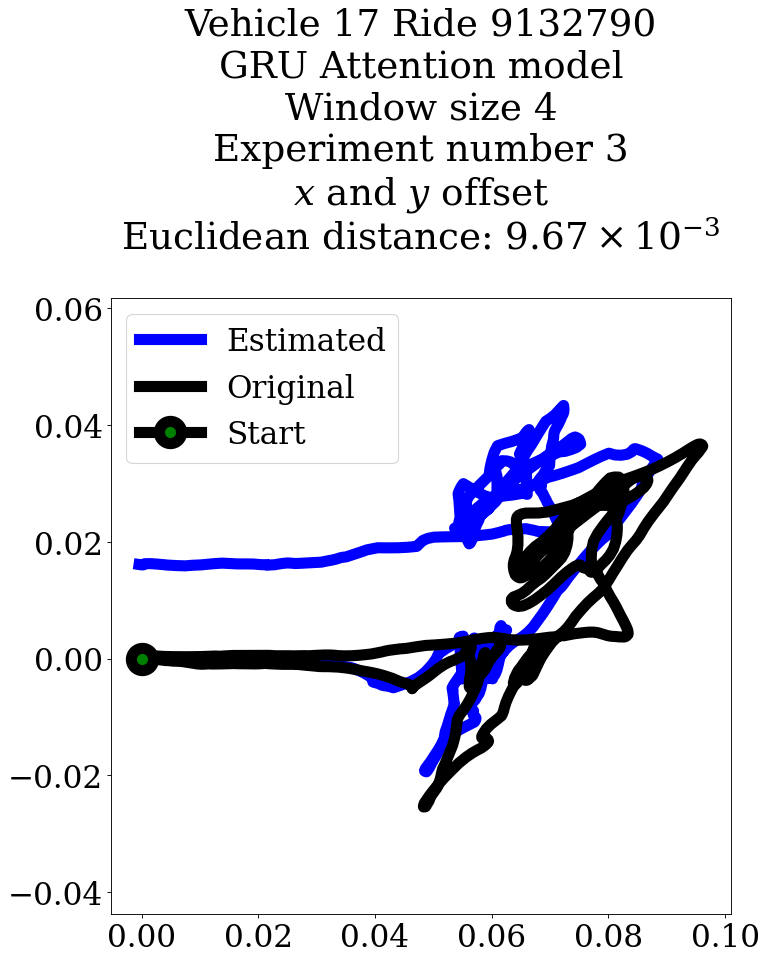 Vehicle 17 Ride 9132790
GRU Attention model
Window size 4
Experiment number 3
x and y offset
Euclidean distance: 9.67 × 10⁻³
Estimated
Original
Start
0.06
0.04
0.02
0.00
−0.02
−0.04
0.00 0.02 0.04 0.06 0.08 0.10